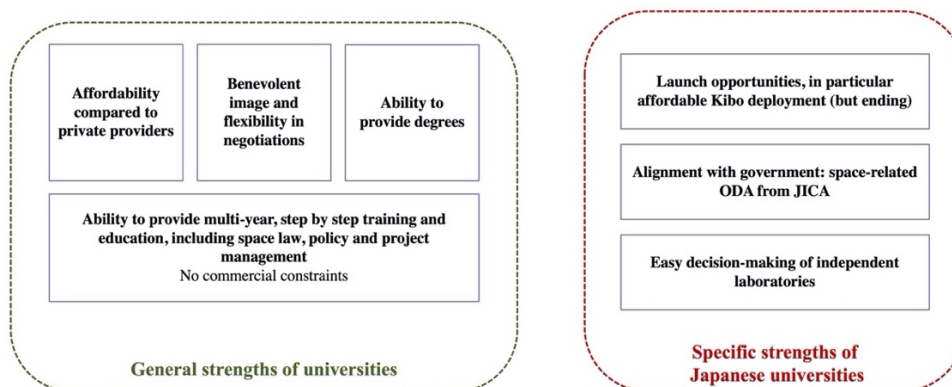 Affordability
compared to
private providers
Benevolent
image and
flexibility in
negotiations
Ability to
provide degrees
Ability to provide multi-year, step by step training and
education, including space law, policy and project
management
No commercial constraints
General strengths of universities
Launch opportunities, in particular
affordable Kibo deployment (but ending)
Alignment with government: space-related
ODA from JICA
Easy decision-making of independent
laboratories
Specific strengths of
Japanese universities